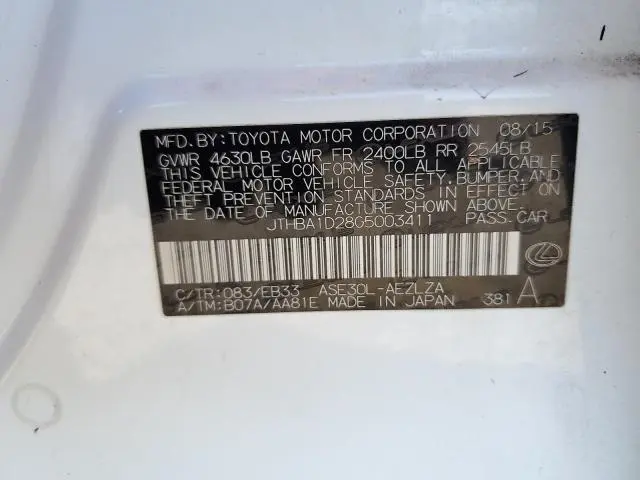 MFD.BY:TOYOTA MOTOR CORPORATION 08/15
GVWR 4630LB GAWR FR 2400LB RR 2545LB
THIS VEHICLE CONFORMS TO ALL APPLICABLE
FEDERAL MOTOR VEHICLE SAFETY, BUMPER, AND
THEFT PREVENTION STANDARDS IN EFFECT ON
THE DATE OF MANUFACTURE SHOWN ABOVE.
JTHBA1D28G5003411 PASS.CAR
C/TR:083/EB33 ASE30L-AEZLZA
A/TM:B07A/AA81E MADE IN JAPAN 381 A